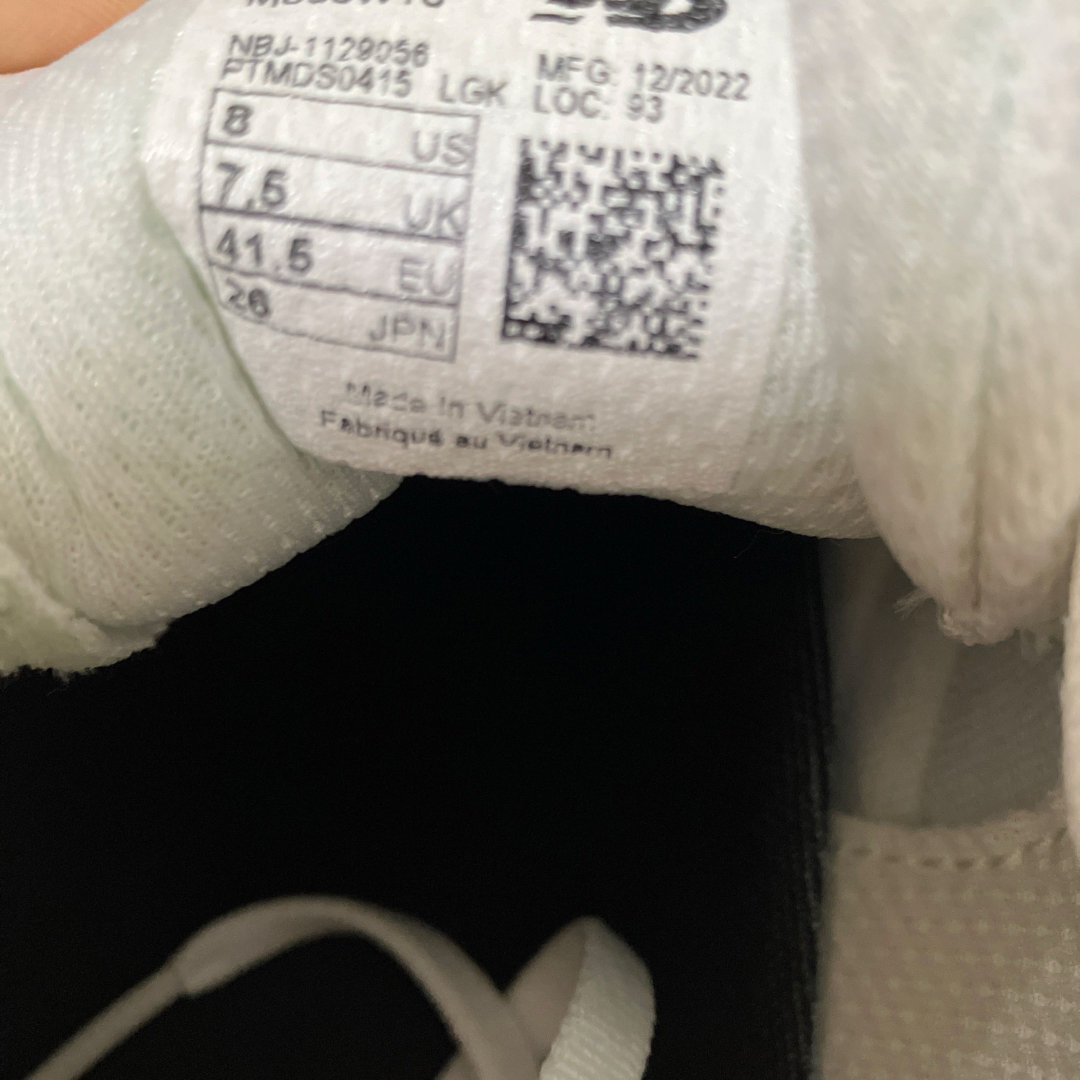 NBJ-1129056
PTMDS0415 LGK
MFG: 12/2022
LOC: 93
8 US
7.5 UK
41.5 EU
26 JPN
Made in Vietnam
Fabriqué au Vietnam